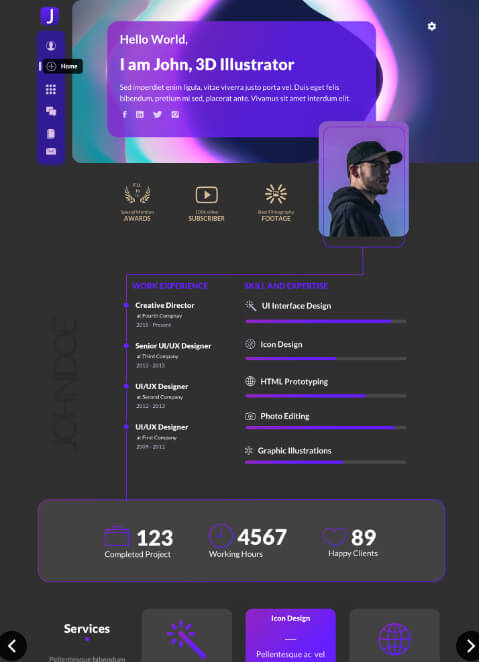 J
Hello World,
I am John, 3D Illustrator
Sed imperdiet enim ligula, vitae viverra justo porta vel. Duis eget felis
bibendum, pretium mi sed, placerat ante. Vivamus sit amet interdum elit.
Home
Special Mention
AWARDS
100k video
SUBSCRIBER
Best Filmography
FOOTAGE
JOHNDOE
WORK EXPERIENCE
Creative Director
at Fourth Company
2015 - Present
Senior UI/UX Designer
at Third Company
2013 - 2015
UI/UX Designer
at Second Company
2012 - 2013
UI/UX Designer
at First Company
2009 - 2012
SKILL AND EXPERTISE
UI Interface Design
Icon Design
HTML Prototyping
Photo Editing
Graphic Illustrations
123
Completed Project
4567
Working Hours
89
Happy Clients
Services
Pellentesque bibendum
Icon Design
Pellentesque ac vel